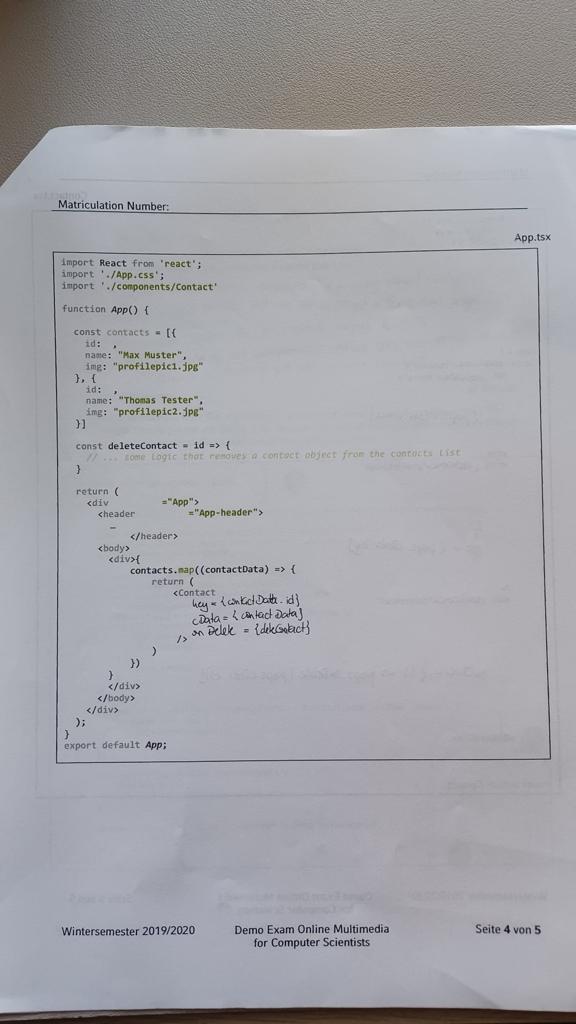 Matriculation Number:
App.tsx
import React from 'react';
import './App.css';
import './components/Contact'
function App() {
const contacts = [{
id: ,
name: "Max Muster",
img: "profilepic1.jpg"
}, {
id: ,
name: "Thomas Tester",
img: "profilepic2.jpg"
}]
const deleteContact = id => {
// ... some logic that removes a contact object from the contacts list
}
return (
<div ="App">
<header ="App-header">
…
</header>
<body>
<div>{
contacts.map((contactData) => {
return (
<Contact
key = {contactData.id}
cData = {contactData}
onDelete = {deleteContact}
/>
)
})
}
</div>
</body>
</div>
);
}
export default App;
Wintersemester 2019/2020
Demo Exam Online Multimedia
for Computer Scientists
Seite 4 von 5